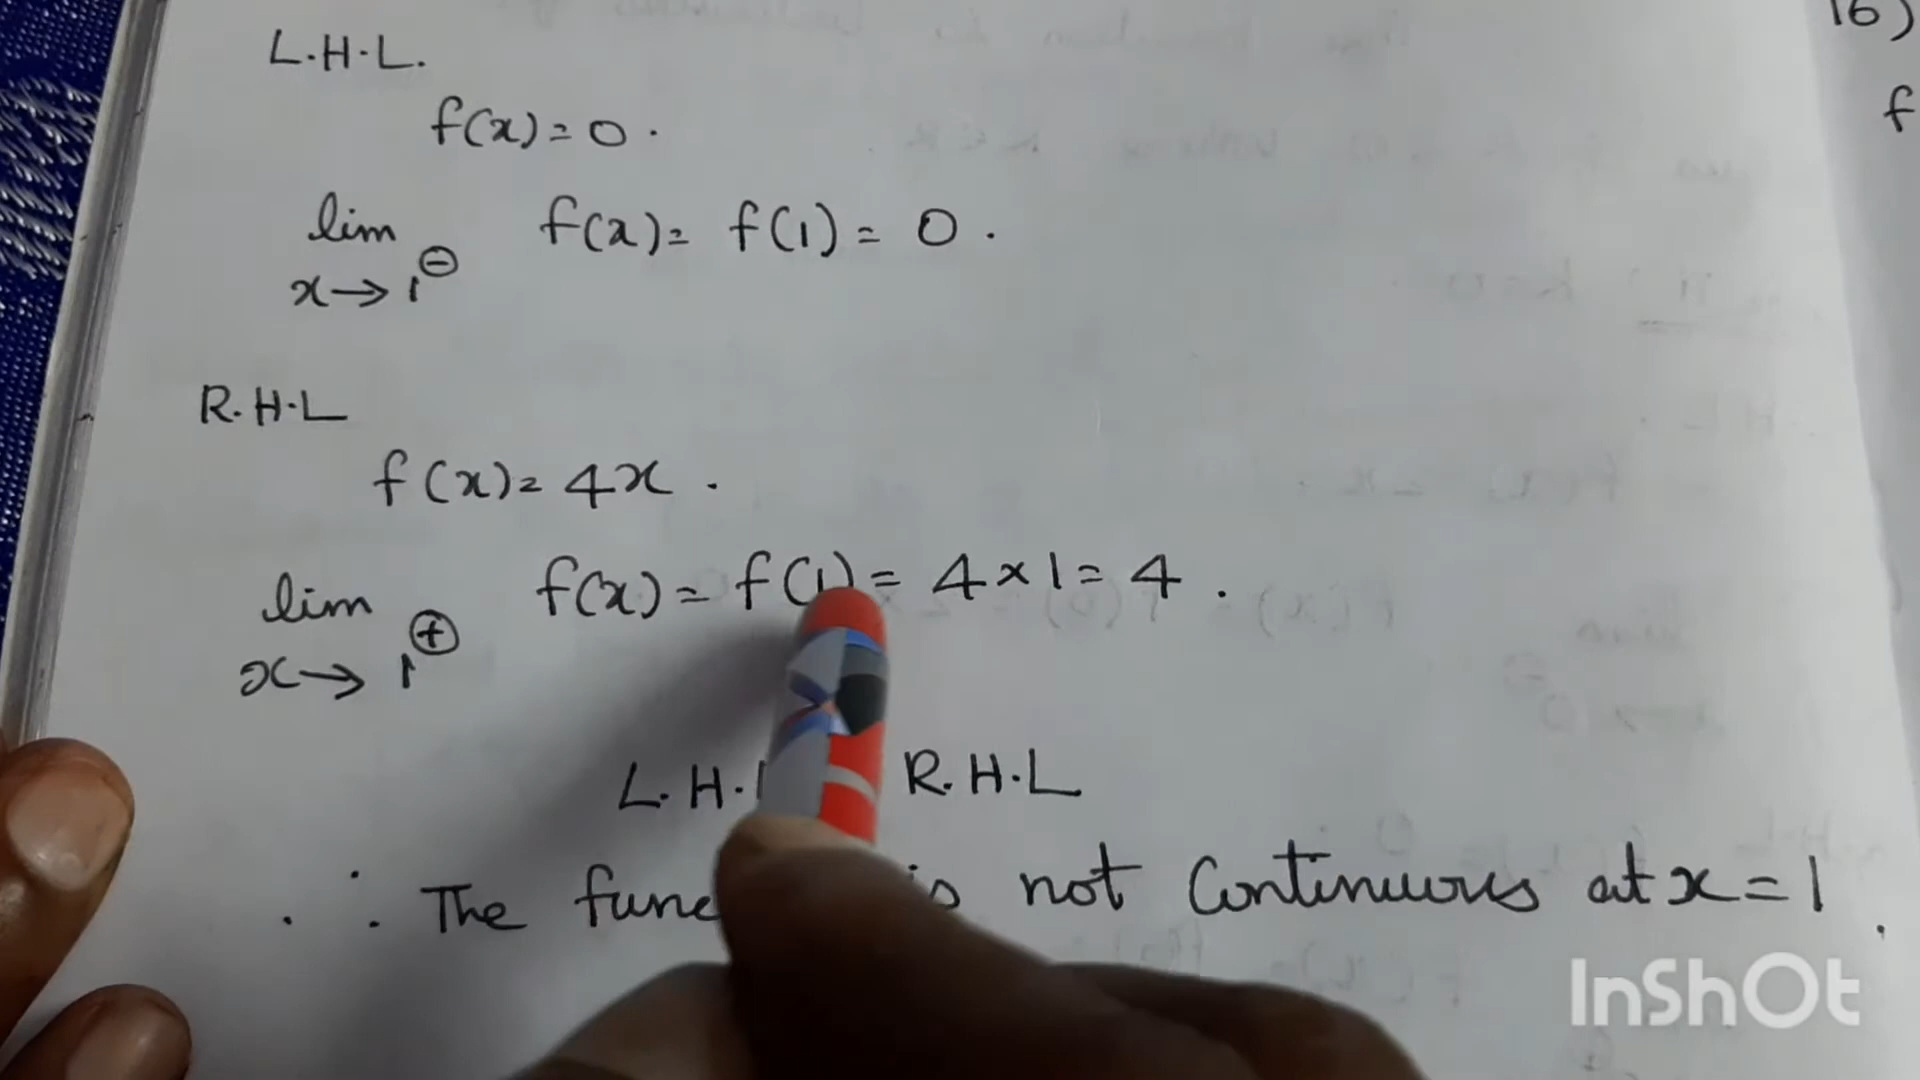 L.H.L.
f(x) = 0.
lim f(x) = f(1) = 0.
x→1⊖
R.H.L
f(x) = 4x.
lim f(x) = f(1) = 4×1 = 4.
x→1⊕
L.H. R.H.L
∴ The is not Continuous at x = 1.
16)
f
InShOt